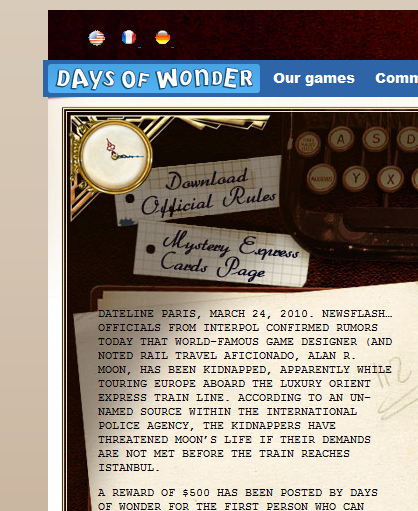 DAYS OF WONDER
Our games
Download
Official Rules
Mystery Express
Cards Page
A S D
Y X
DATELINE PARIS, MARCH 24, 2010. NEWSFLASH…
OFFICIALS FROM INTERPOL CONFIRMED RUMORS
TODAY THAT WORLD-FAMOUS GAME DESIGNER (AND
NOTED RAIL TRAVEL AFICIONADO, ALAN R.
MOON, HAS BEEN KIDNAPPED, APPARENTLY WHILE
TOURING EUROPE ABOARD THE LUXURY ORIENT
EXPRESS TRAIN LINE. ACCORDING TO AN UN-
NAMED SOURCE WITHIN THE INTERNATIONAL
POLICE AGENCY, THE KIDNAPPERS HAVE
THREATENED MOON'S LIFE IF THEIR DEMANDS
ARE NOT MET BEFORE THE TRAIN REACHES
ISTANBUL.
A REWARD OF $500 HAS BEEN POSTED BY DAYS
OF WONDER FOR THE FIRST PERSON WHO CAN